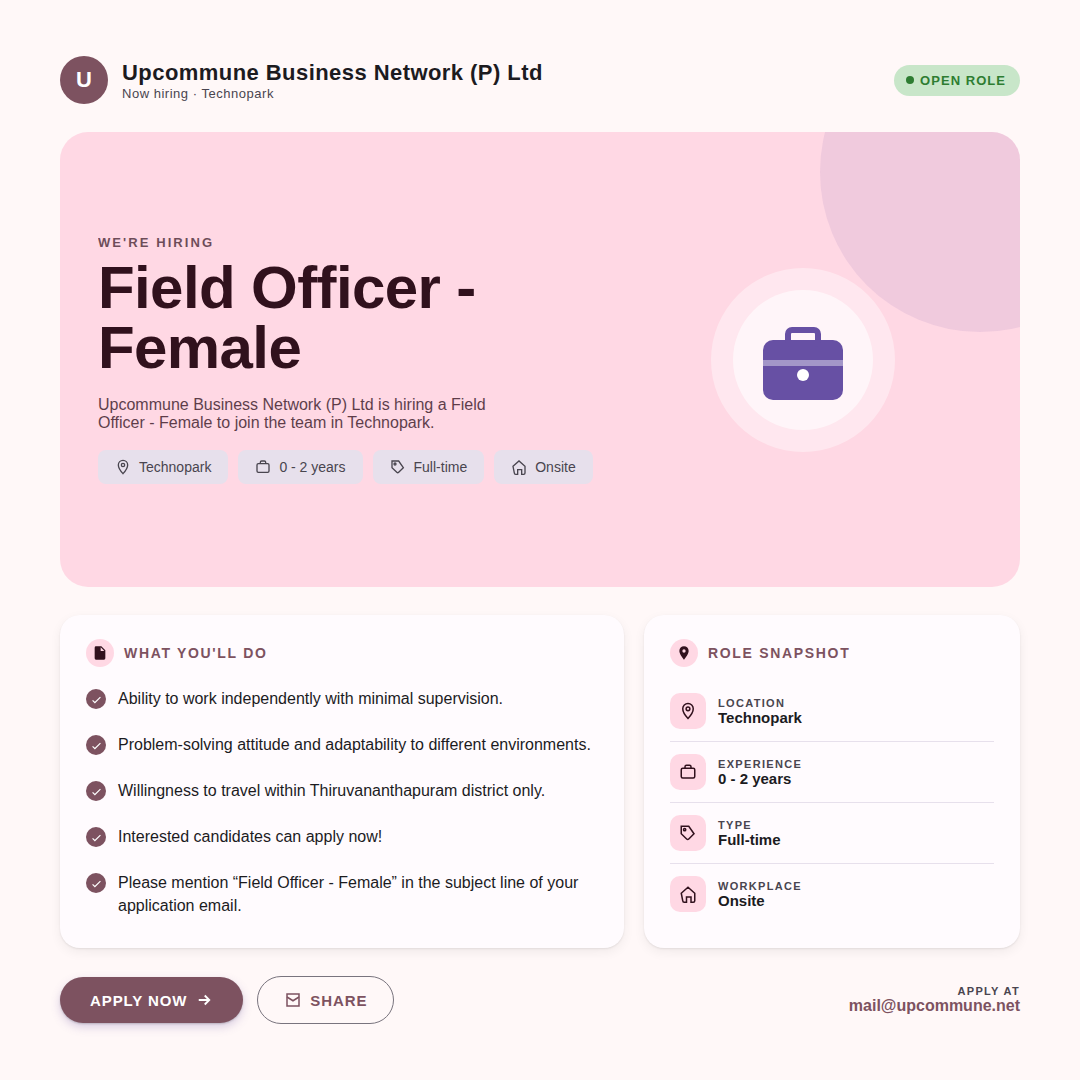 U
Upcommune Business Network (P) Ltd
Now hiring · Technopark
OPEN ROLE
WE'RE HIRING
Field Officer -
Female
Upcommune Business Network (P) Ltd is hiring a Field
Officer - Female to join the team in Technopark.
Technopark
0 - 2 years
Full-time
Onsite
WHAT YOU'LL DO
Ability to work independently with minimal supervision.
Problem-solving attitude and adaptability to different environments.
Willingness to travel within Thiruvananthapuram district only.
Interested candidates can apply now!
Please mention “Field Officer - Female” in the subject line of your
application email.
ROLE SNAPSHOT
LOCATION
Technopark
EXPERIENCE
0 - 2 years
TYPE
Full-time
WORKPLACE
Onsite
APPLY NOW
SHARE
APPLY AT
mail@upcommune.net